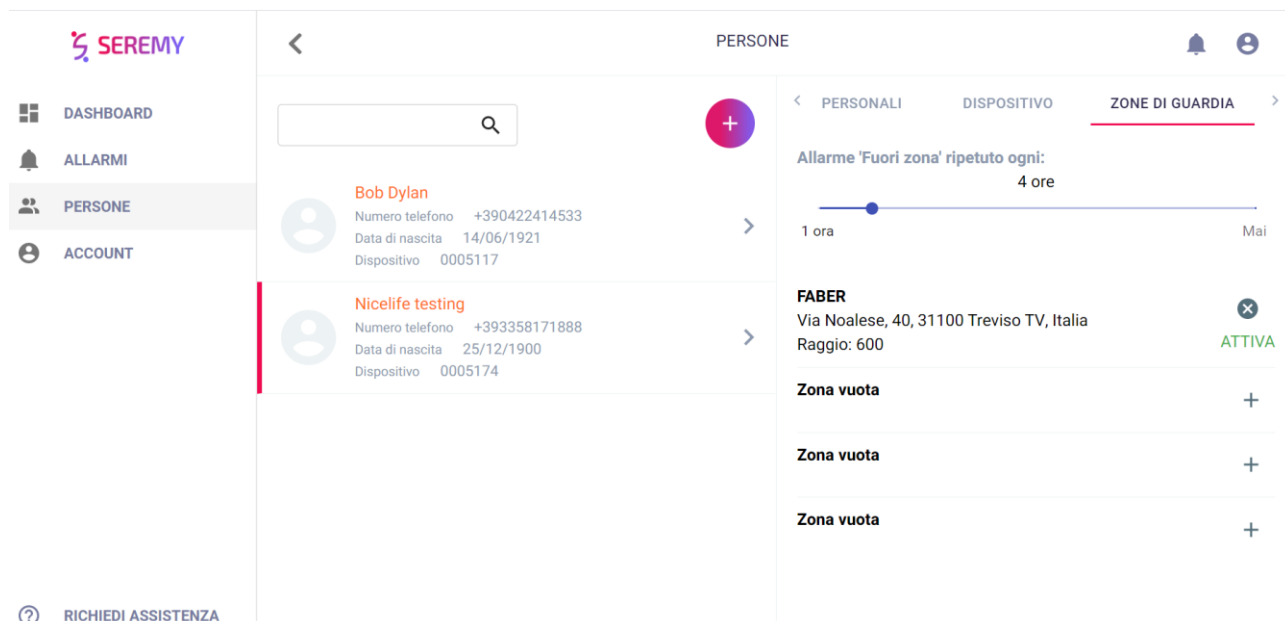 SEREMY
DASHBOARD
ALLARMI
PERSONE
ACCOUNT
RICHIEDI ASSISTENZA
PERSONE
Bob Dylan
Numero telefono +390422414533
Data di nascita 14/06/1921
Dispositivo 0005117
Nicelife testing
Numero telefono +393358171888
Data di nascita 25/12/1900
Dispositivo 0005174
PERSONALI DISPOSITIVO ZONE DI GUARDIA
Allarme 'Fuori zona' ripetuto ogni:
4 ore
1 ora Mai
FABER
Via Noalese, 40, 31100 Treviso TV, Italia
Raggio: 600
ATTIVA
Zona vuota
Zona vuota
Zona vuota